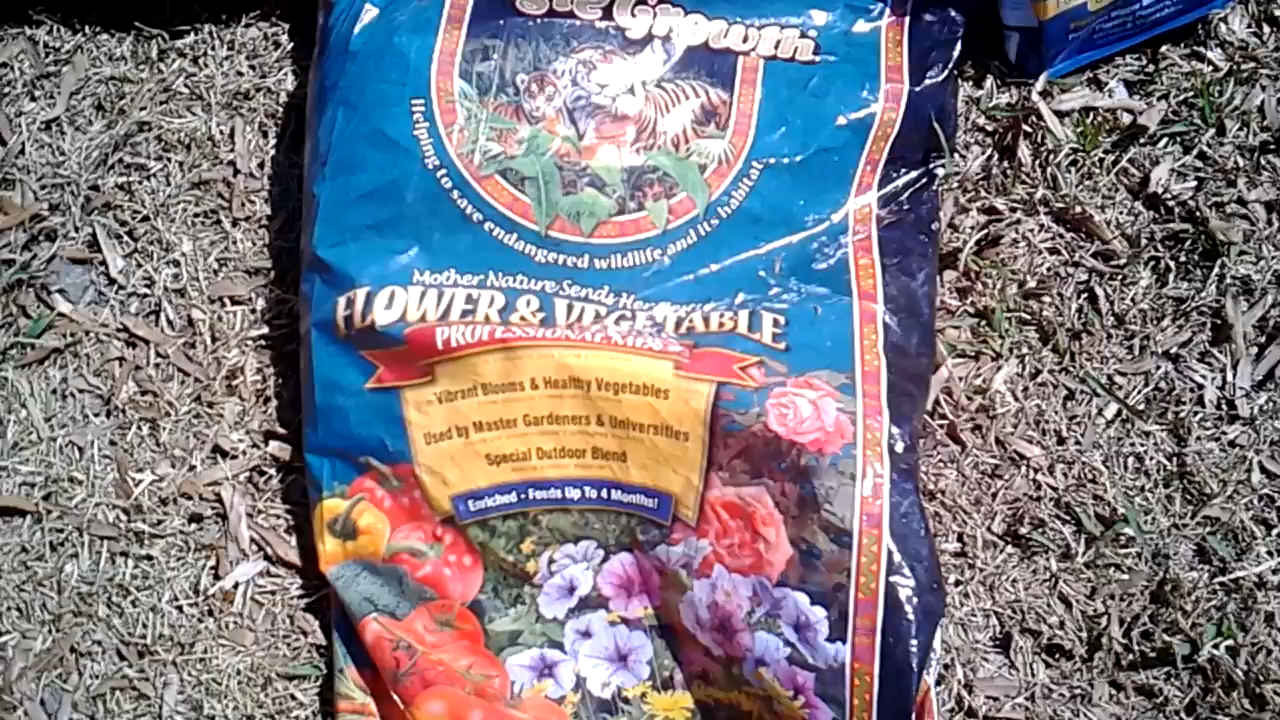 Growth
Helping to save endangered wildlife and its habitat.
Mother Nature Sends Her
FLOWER & VEGETABLE
PROFESSIONAL MIX
Vibrant Blooms & Healthy Vegetables
Used by Master Gardeners & Universities
Special Outdoor Blend
Enriched - Feeds Up To 4 Months!